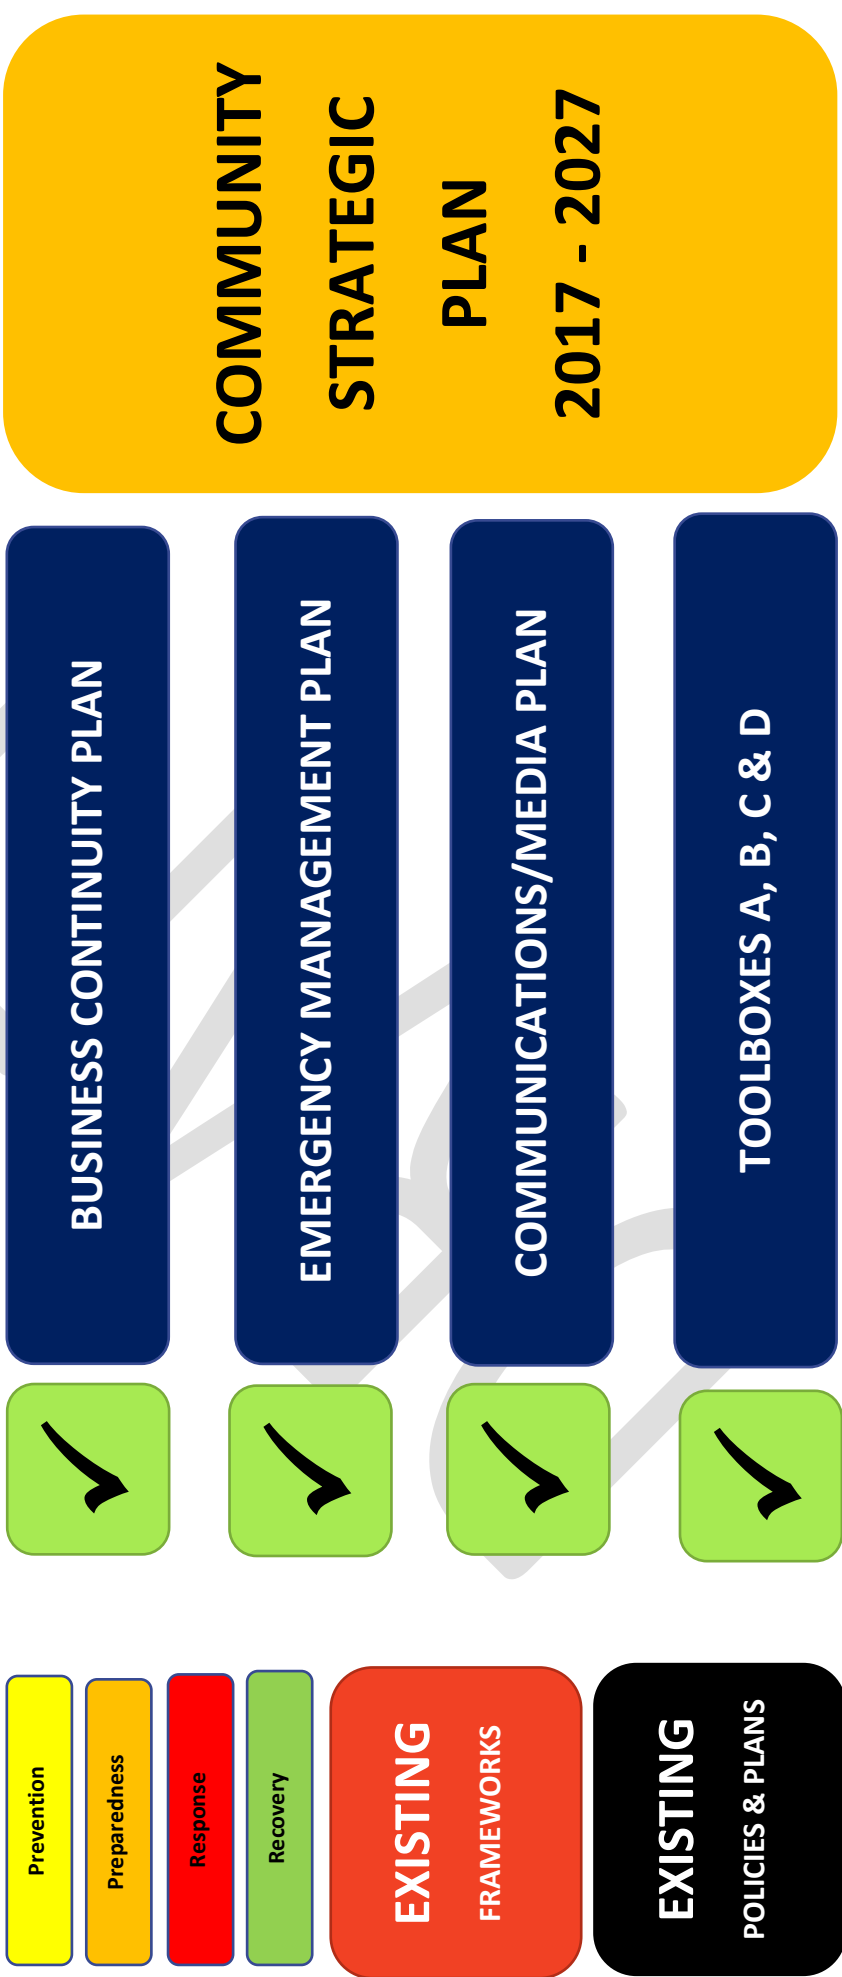 Prevention
Preparedness
Response
Recovery
EXISTING
FRAMEWORKS
EXISTING
POLICIES & PLANS
BUSINESS CONTINUITY PLAN
EMERGENCY MANAGEMENT PLAN
COMMUNICATIONS/MEDIA PLAN
TOOLBOXES A, B, C & D
COMMUNITY
STRATEGIC
PLAN
2017 - 2027